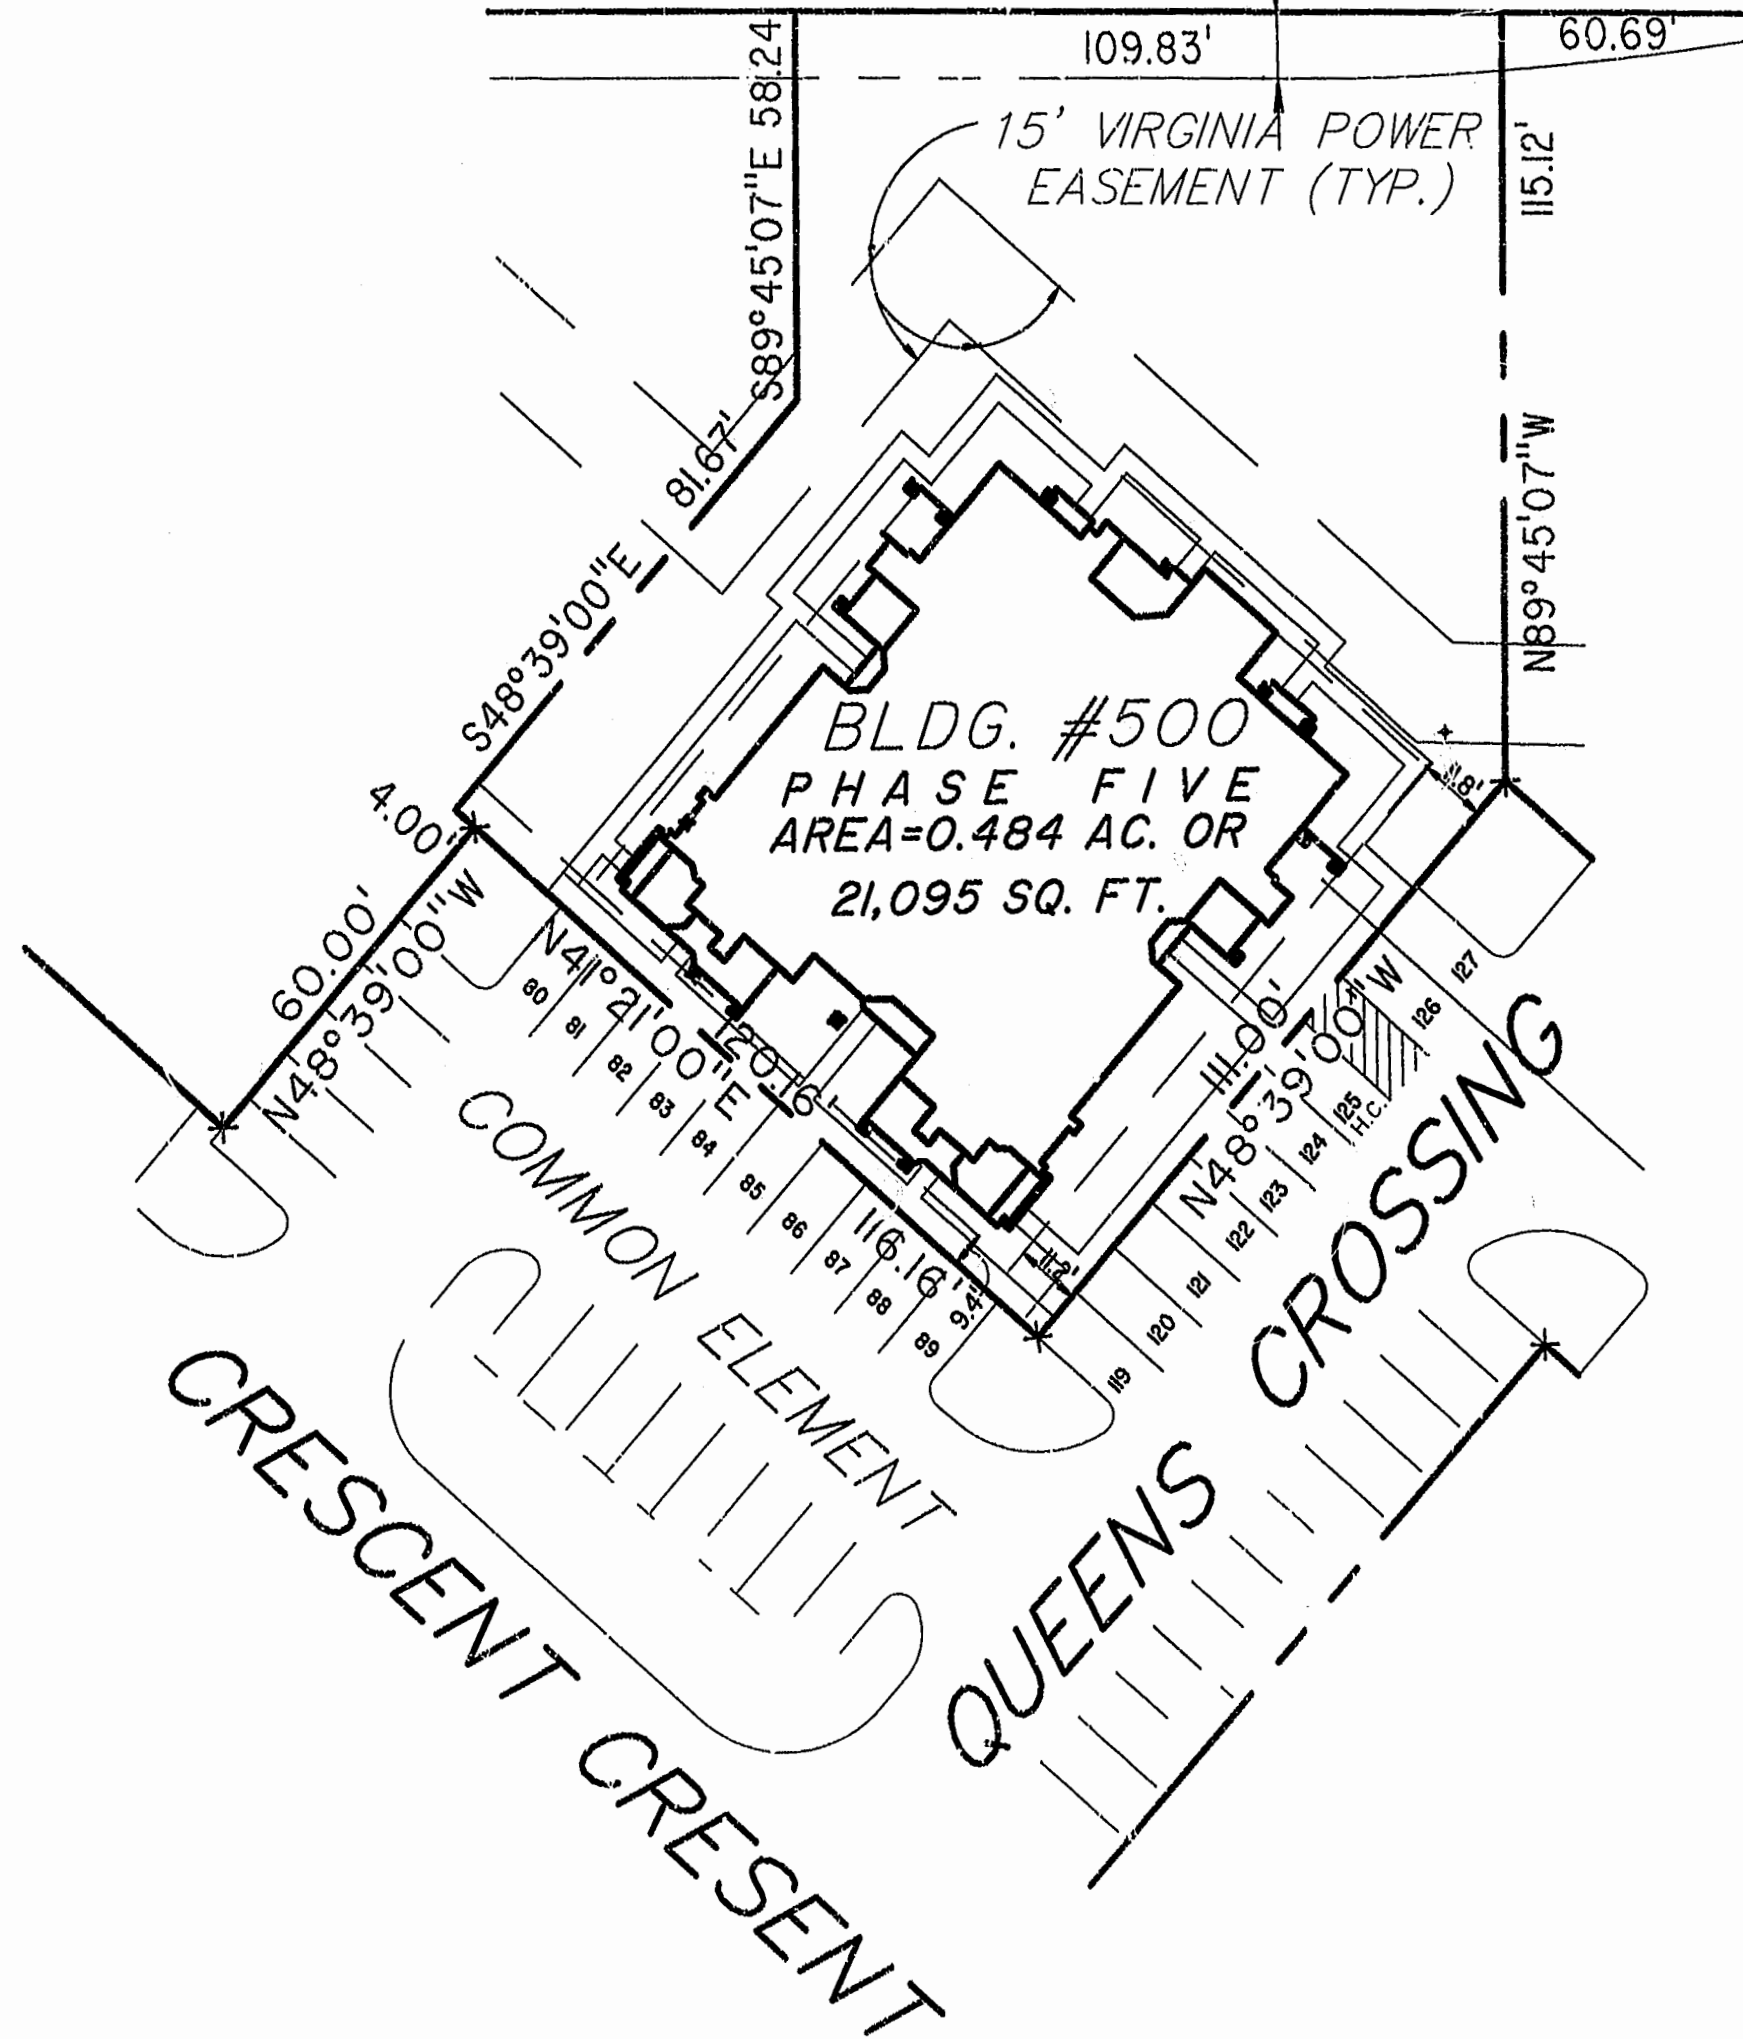 109.83'
60.69'
S89°45'07"E 58.24
15' VIRGINIA POWER
EASEMENT (TYP.)
115.12'
N89°45'07"W
81.67'
S48°39'00"E
4.00'
60.00'
N48°39'00"W
BLDG. #500
PHASE FIVE
AREA=0.484 AC. OR
21,095 SQ. FT.
11.8'
N41°21'00"E
120.16'
116.16'
9.4'
11.2'
111.00'
N48°39'00"W
80
81
82
83
84
85
86
87
88
89
119
120
121
122
123
124
125
H.C.
126
127
COMMON ELEMENT
CRESCENT CRESENT
QUEENS CROSSING